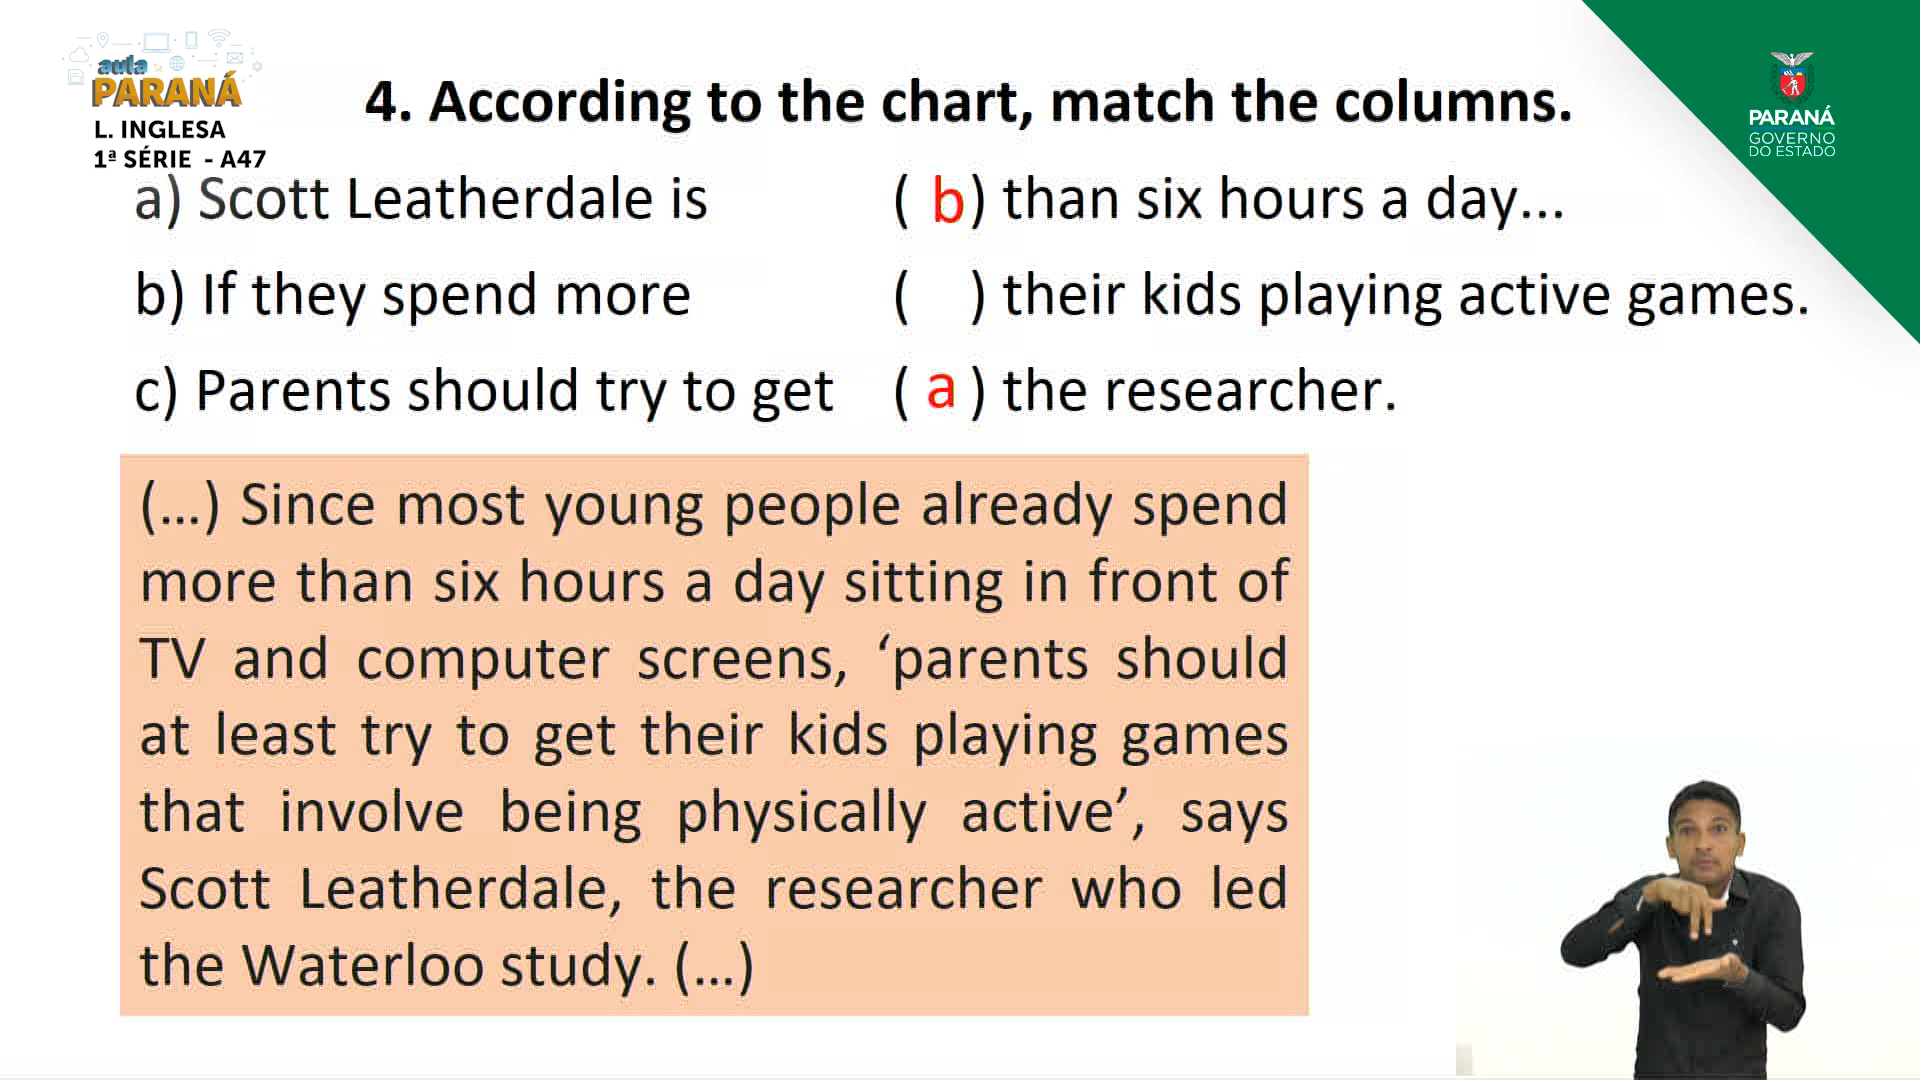 aula
PARANÁ
L. INGLESA
1ª SÉRIE - A47
4. According to the chart, match the columns.
PARANÁ
GOVERNO
DO ESTADO
a) Scott Leatherdale is ( b ) than six hours a day...
b) If they spend more (   ) their kids playing active games.
c) Parents should try to get ( a ) the researcher.
(...) Since most young people already spend
more than six hours a day sitting in front of
TV and computer screens, ‘parents should
at least try to get their kids playing games
that involve being physically active’, says
Scott Leatherdale, the researcher who led
the Waterloo study. (...)